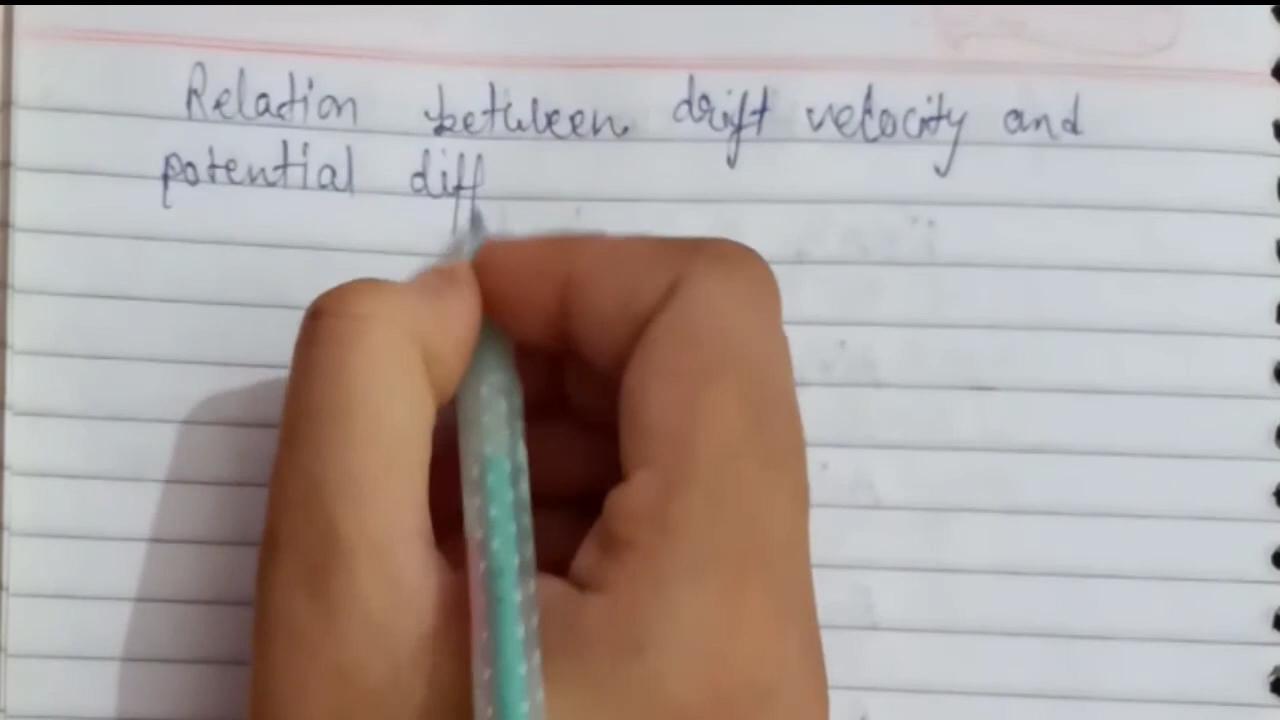 Relation between drift velocity and
potential diff